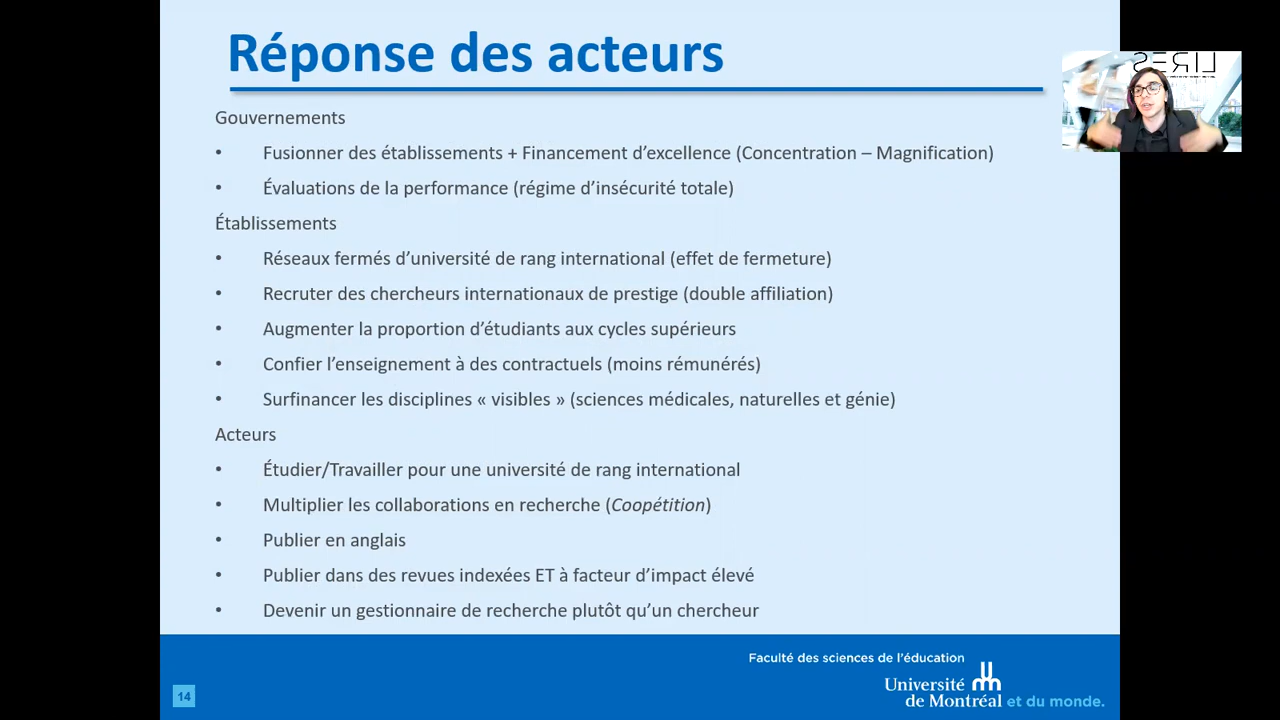 Réponse des acteurs
LIRES
Gouvernements
• Fusionner des établissements + Financement d’excellence (Concentration – Magnification)
• Évaluations de la performance (régime d’insécurité totale)
Établissements
• Réseaux fermés d’université de rang international (effet de fermeture)
• Recruter des chercheurs internationaux de prestige (double affiliation)
• Augmenter la proportion d’étudiants aux cycles supérieurs
• Confier l’enseignement à des contractuels (moins rémunérés)
• Surfinancer les disciplines « visibles » (sciences médicales, naturelles et génie)
Acteurs
• Étudier/Travailler pour une université de rang international
• Multiplier les collaborations en recherche (Coopétition)
• Publier en anglais
• Publier dans des revues indexées ET à facteur d’impact élevé
• Devenir un gestionnaire de recherche plutôt qu’un chercheur
Faculté des sciences de l’éducation
Université
de Montréal et du monde.
14